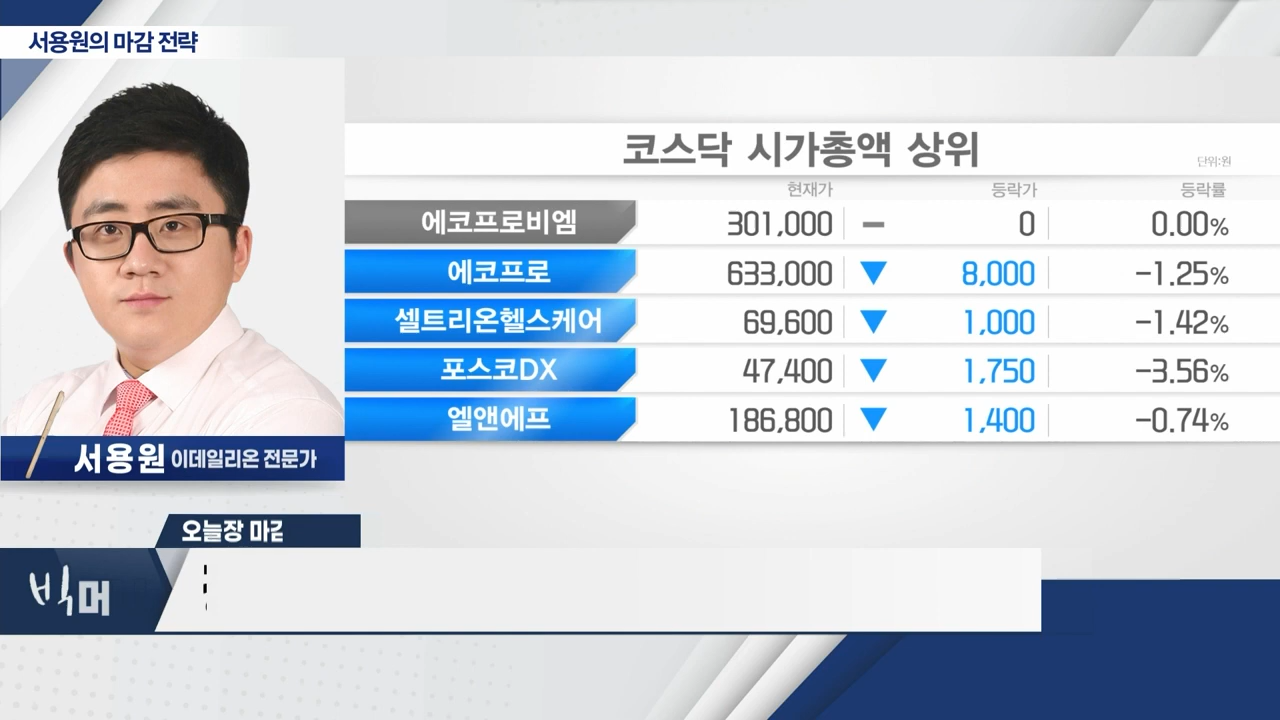 서용원의 마감 전략
코스닥 시가총액 상위
단위:원
현재가 등락가 등락률
에코프로비엠 301,000 0 0.00%
에코프로 633,000 ▼ 8,000 -1.25%
셀트리온헬스케어 69,600 ▼ 1,000 -1.42%
포스코DX 47,400 ▼ 1,750 -3.56%
엘앤에프 186,800 ▼ 1,400 -0.74%
서용원 이데일리온 전문가
오늘장
빅머